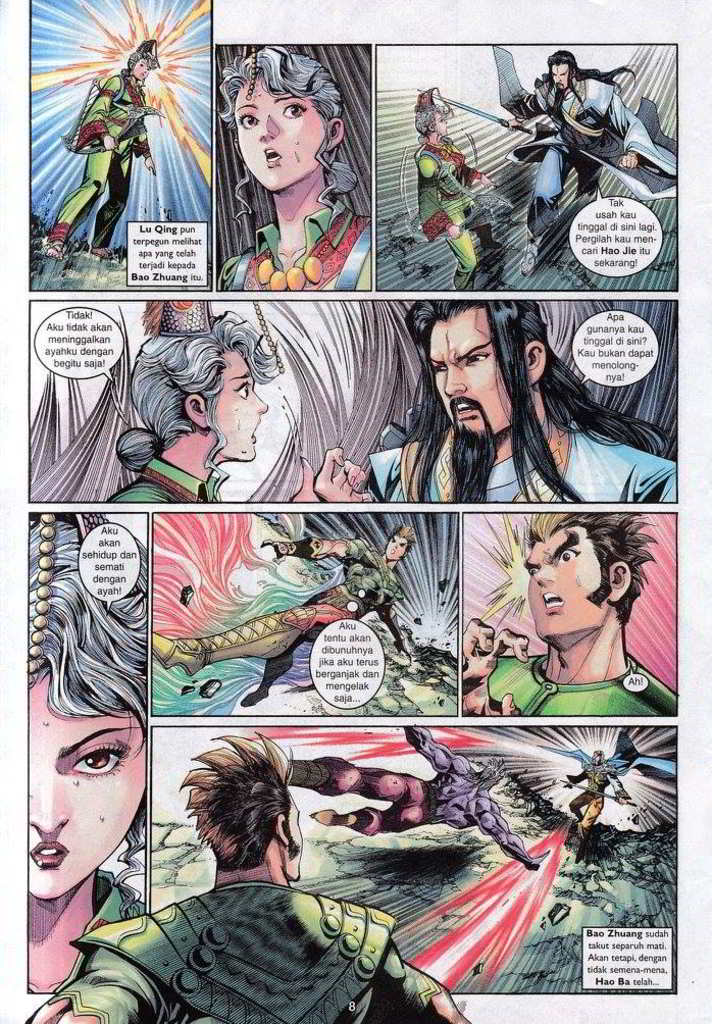 Lu Qing pun
terpegun melihat
apa yang telah
terjadi kepada
Bao Zhuang itu.
Tak
usah kau
tinggal di sini lagi.
Pergilah kau men-
cari Hao Jie itu
sekarang!
Tidak!
Aku tidak akan
meninggalkan
ayahku dengan
begitu saja!
Apa
gunanya kau
tinggal di sini?
Kau bukan dapat
menolong-
nya!
Aku
akan
sehidup dan
semati
dengan
ayah!
Aku
tentu akan
dibunuhnya
jika aku terus
berganjak dan
mengelak
saja...
Ah!
Bao Zhuang sudah
takut separuh mati.
Akan tetapi, dengan
tidak semena-mena,
Hao Ba telah...
8